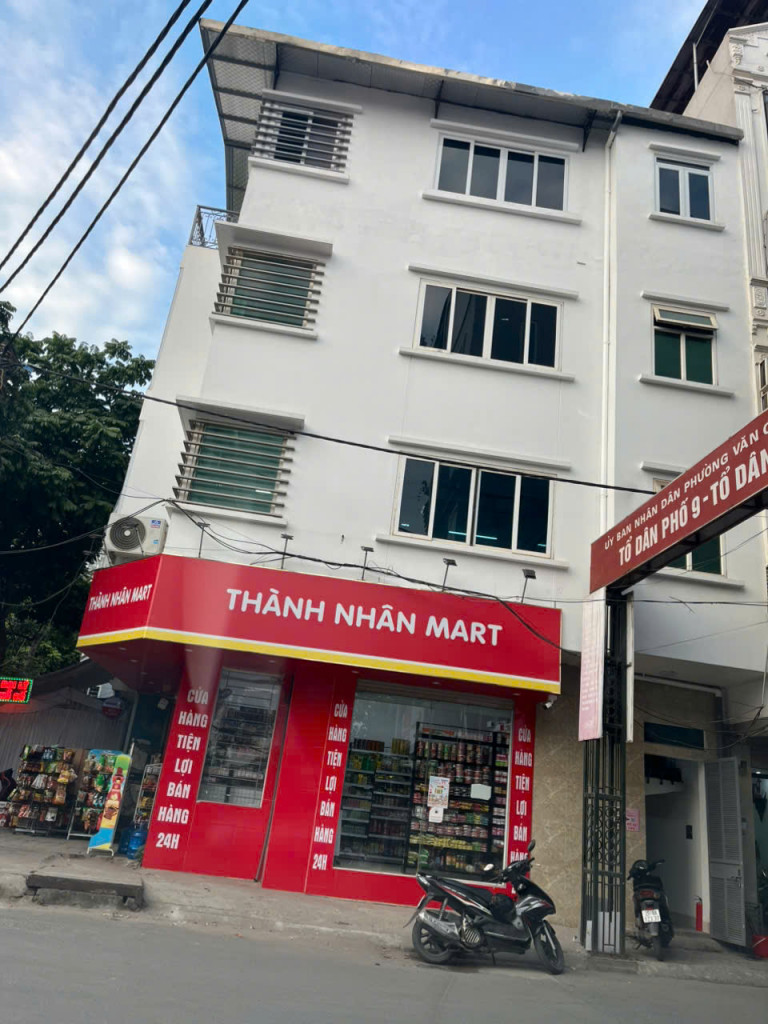 ỦY BAN NHÂN DÂN PHƯỜNG VĂN
TỔ DÂN PHỐ 9 - TỔ DÂN
THÀNH NHÂN MART
THÀNH NHÂN MART
CỬA
HÀNG
TIỆN
LỢI
BÁN
HÀNG
24H
CỬA
HÀNG
TIỆN
LỢI
BÁN
HÀNG
24H
CỬA
HÀNG
TIỆN
LỢI
BÁN
HÀNG